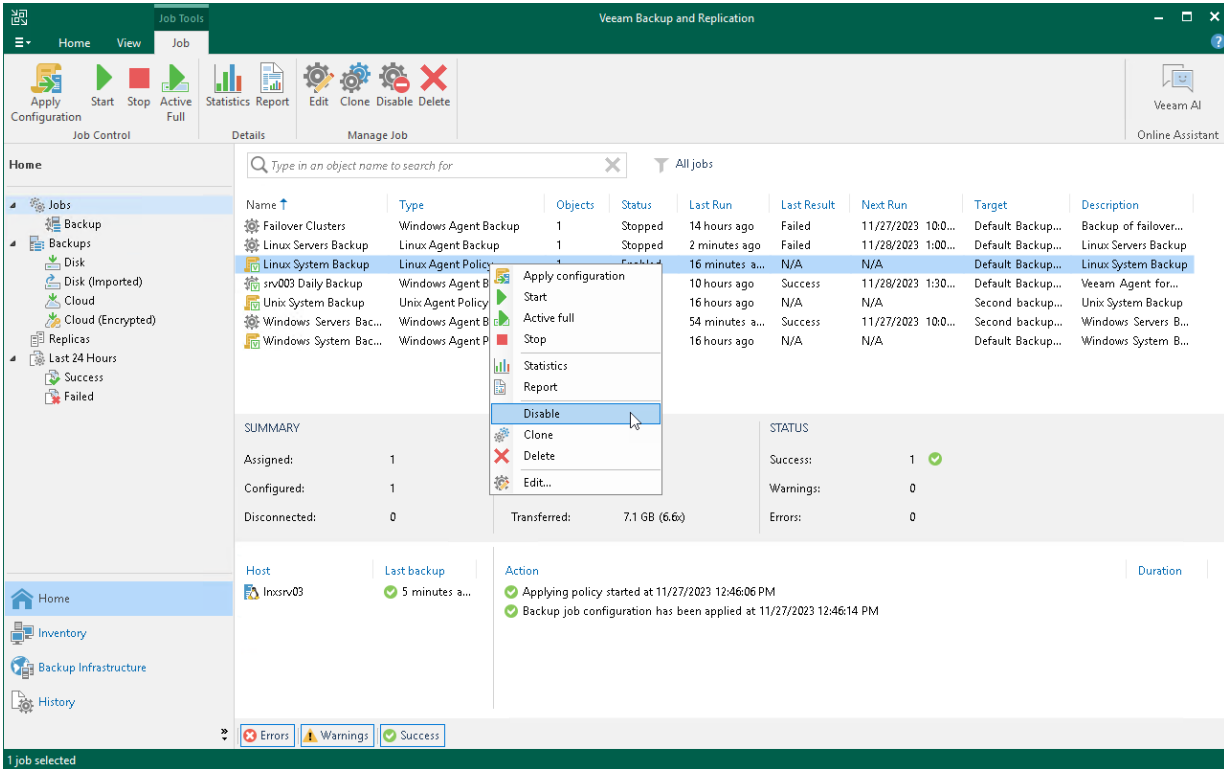 Job Tools
Veeam Backup and Replication
Home View Job
Apply Configuration
Start
Stop
Active Full
Statistics
Report
Edit
Clone
Disable
Delete
Veeam AI
Job Control
Details
Manage Job
Online Assistant
Home
Type in an object name to search for
All jobs
Jobs
Backup
Backups
Disk
Disk (Imported)
Cloud
Cloud (Encrypted)
Replicas
Last 24 Hours
Success
Failed
Name Type Objects Status Last Run Last Result Next Run Target Description
Failover Clusters Windows Agent Backup 1 Stopped 14 hours ago Failed 11/27/2023 10:0... Default Backup... Backup of failover...
Linux Servers Backup Linux Agent Backup 1 Stopped 2 minutes ago Failed 11/28/2023 1:00... Default Backup... Linux Servers Backup
Linux System Backup Linux Agent Policy 1 Enabled 16 minutes a... N/A N/A Default Backup... Linux System Backup
srv003 Daily Backup Windows Agent B 10 hours ago Success 11/28/2023 1:30... Default Backup... Veeam Agent for...
Unix System Backup Unix Agent Policy 16 hours ago N/A N/A Second backup... Unix System Backup
Windows Servers Bac... Windows Agent B 54 minutes a... Success 11/27/2023 10:0... Second backup... Windows Servers B...
Windows System Bac... Windows Agent P 16 hours ago N/A N/A Default Backup... Windows System B...
Apply configuration
Start
Active full
Stop
Statistics
Report
Disable
Clone
Delete
Edit...
SUMMARY
Assigned: 1
Configured: 1
Disconnected: 0
Transferred: 7.1 GB (6.6x)
STATUS
Success: 1
Warnings: 0
Errors: 0
Host Last backup
lnxsrv03 5 minutes a...
Action Duration
Applying policy started at 11/27/2023 12:46:06 PM
Backup job configuration has been applied at 11/27/2023 12:46:14 PM
Home
Inventory
Backup Infrastructure
History
Errors Warnings Success
1 job selected